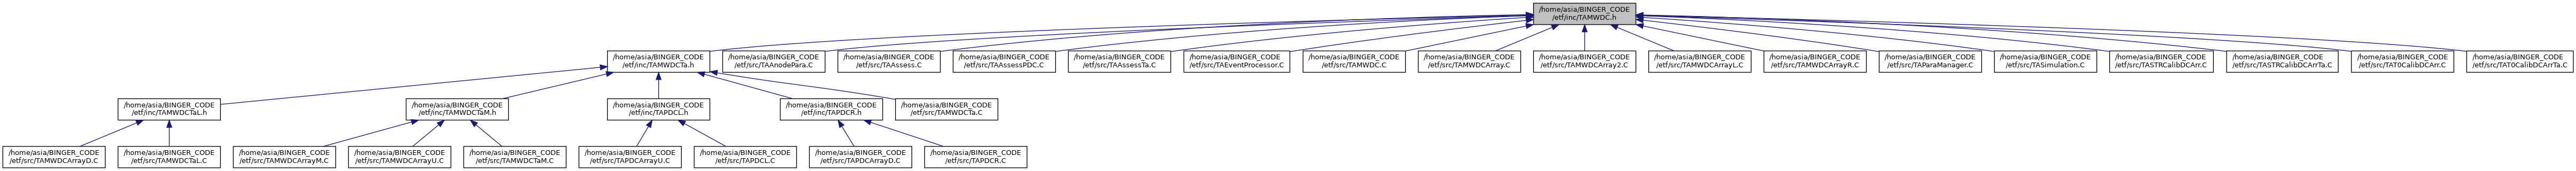 /home/asia/BINGER_CODE
/etf/inc/TAMWDC.h
/home/asia/BINGER_CODE
/etf/inc/TAMWDCTa.h
/home/asia/BINGER_CODE
/etf/src/TAAnodePara.C
/home/asia/BINGER_CODE
/etf/src/TAAssess.C
/home/asia/BINGER_CODE
/etf/src/TAAssessPDC.C
/home/asia/BINGER_CODE
/etf/src/TAAssessTa.C
/home/asia/BINGER_CODE
/etf/src/TAEventProcessor.C
/home/asia/BINGER_CODE
/etf/src/TAMWDC.C
/home/asia/BINGER_CODE
/etf/src/TAMWDCArray.C
/home/asia/BINGER_CODE
/etf/src/TAMWDCArray2.C
/home/asia/BINGER_CODE
/etf/src/TAMWDCArrayL.C
/home/asia/BINGER_CODE
/etf/src/TAMWDCArrayR.C
/home/asia/BINGER_CODE
/etf/src/TAParaManager.C
/home/asia/BINGER_CODE
/etf/src/TASimulation.C
/home/asia/BINGER_CODE
/etf/src/TASTRCalibDCArr.C
/home/asia/BINGER_CODE
/etf/src/TASTRCalibDCArrTa.C
/home/asia/BINGER_CODE
/etf/src/TAT0CalibDCArr.C
/home/asia/BINGER_CODE
/etf/src/TAT0CalibDCArrTa.C
/home/asia/BINGER_CODE
/etf/inc/TAMWDCTaL.h
/home/asia/BINGER_CODE
/etf/inc/TAMWDCTaM.h
/home/asia/BINGER_CODE
/etf/inc/TAPDCL.h
/home/asia/BINGER_CODE
/etf/inc/TAPDCR.h
/home/asia/BINGER_CODE
/etf/src/TAMWDCTa.C
/home/asia/BINGER_CODE
/etf/src/TAMWDCArrayD.C
/home/asia/BINGER_CODE
/etf/src/TAMWDCTaL.C
/home/asia/BINGER_CODE
/etf/src/TAMWDCArrayM.C
/home/asia/BINGER_CODE
/etf/src/TAMWDCArrayU.C
/home/asia/BINGER_CODE
/etf/src/TAMWDCTaM.C
/home/asia/BINGER_CODE
/etf/src/TAPDCArrayU.C
/home/asia/BINGER_CODE
/etf/src/TAPDCL.C
/home/asia/BINGER_CODE
/etf/src/TAPDCArrayD.C
/home/asia/BINGER_CODE
/etf/src/TAPDCR.C